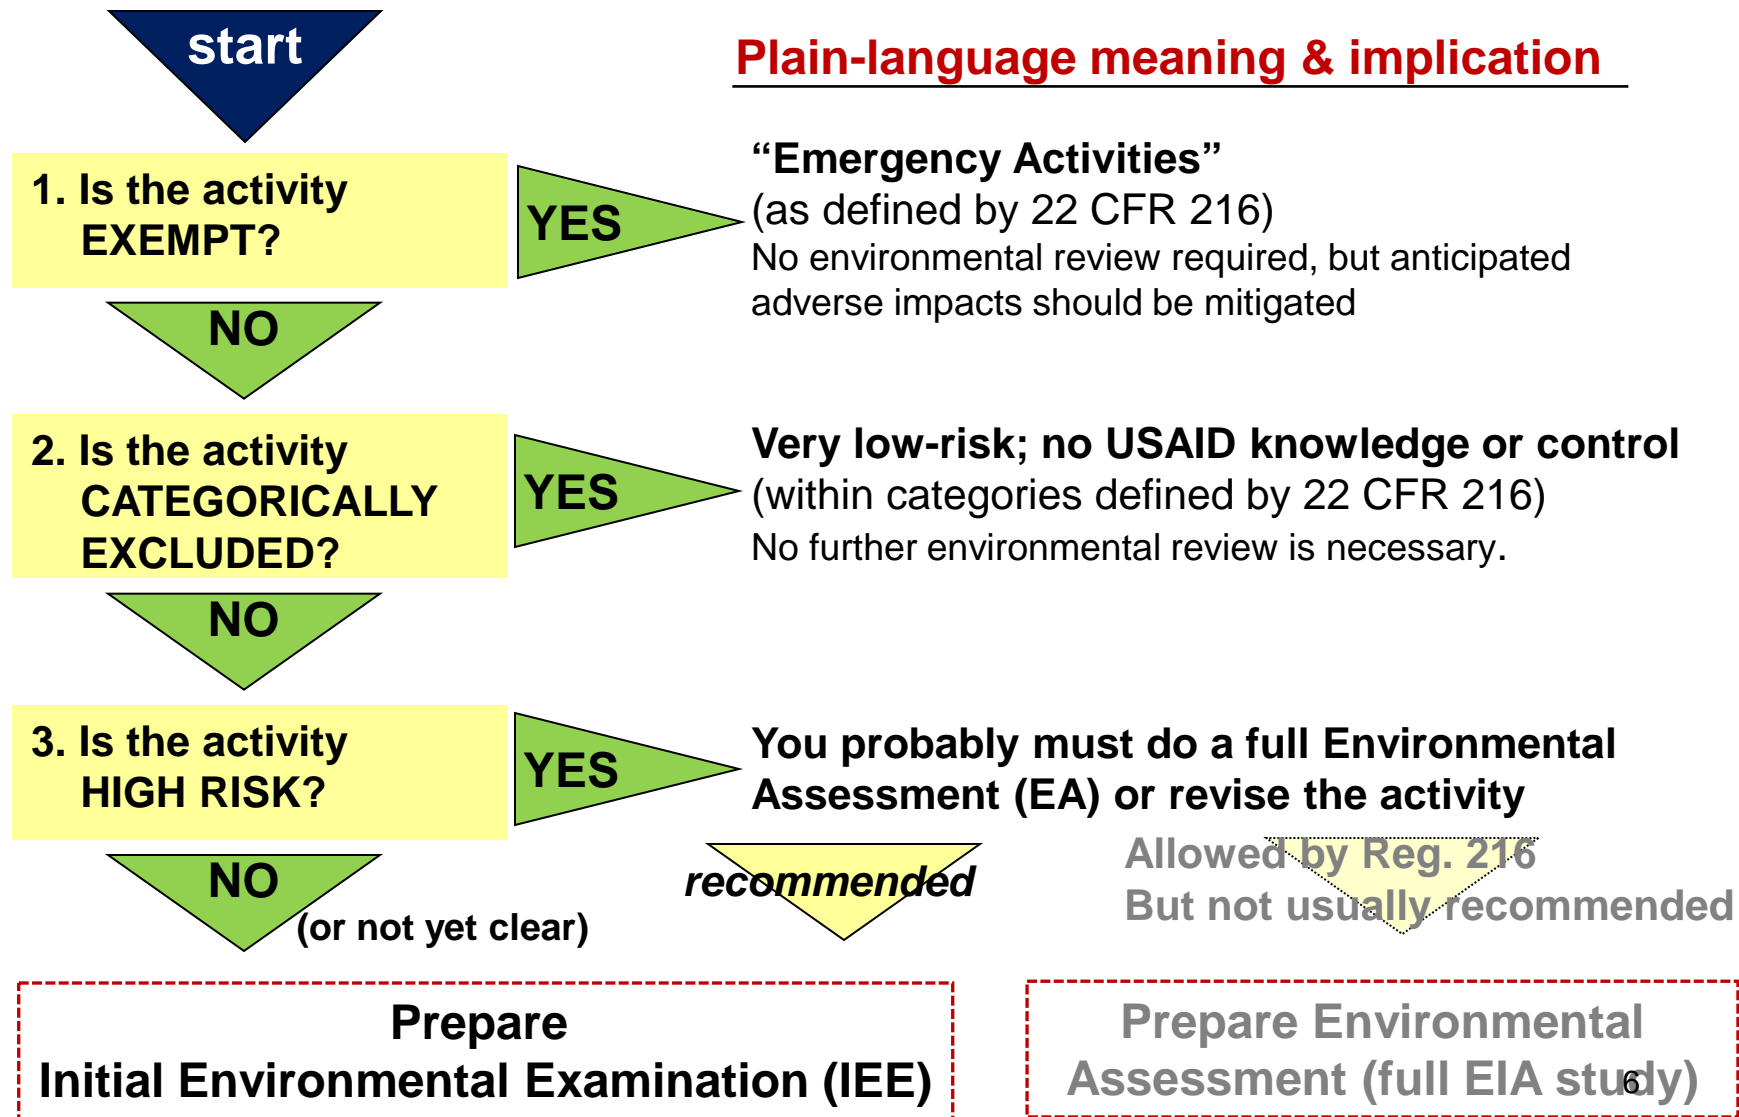 start
Plain-language meaning & implication
1. Is the activity
EXEMPT?
YES
“Emergency Activities”
(as defined by 22 CFR 216)
No environmental review required, but anticipated
adverse impacts should be mitigated
NO
2. Is the activity
CATEGORICALLY
EXCLUDED?
YES
Very low-risk; no USAID knowledge or control
(within categories defined by 22 CFR 216)
No further environmental review is necessary.
NO
3. Is the activity
HIGH RISK?
YES
You probably must do a full Environmental
Assessment (EA) or revise the activity
NO
(or not yet clear)
recommended
Allowed by Reg. 216
But not usually recommended
Prepare
Initial Environmental Examination (IEE)
Prepare Environmental
Assessment (full EIA study)
6